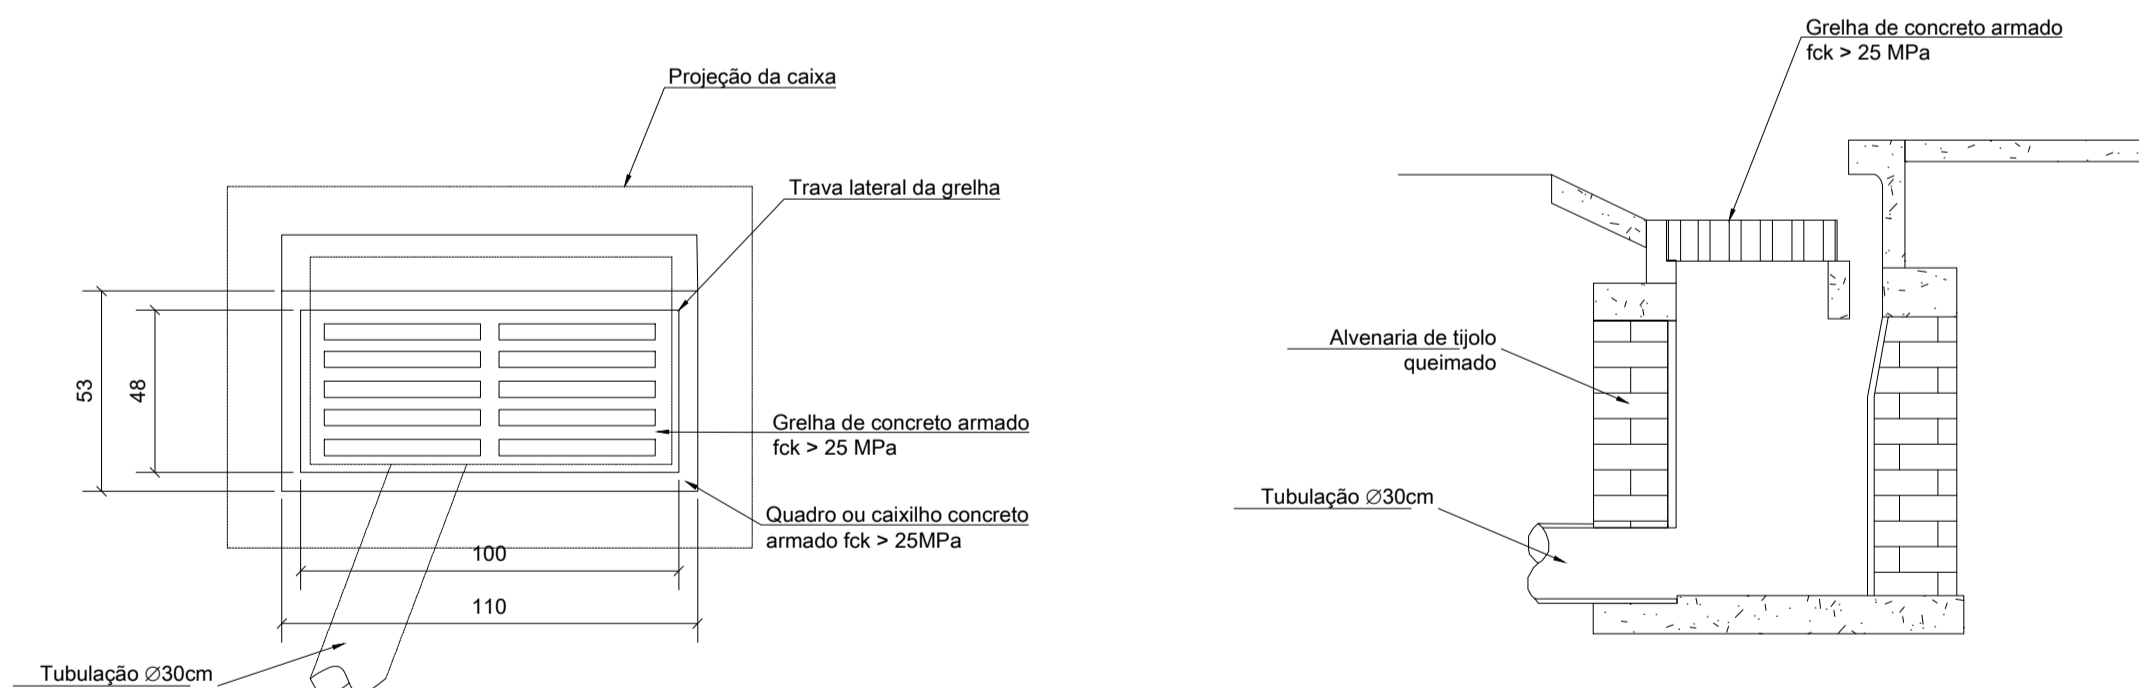 Projeção da caixa
Trava lateral da grelha
53
48
Grelha de concreto armado
fck > 25 MPa
Quadro ou caixilho concreto
armado fck > 25MPa
100
110
Tubulação ∅30cm
Grelha de concreto armado
fck > 25 MPa
Alvenaria de tijolo
queimado
Tubulação ∅30cm